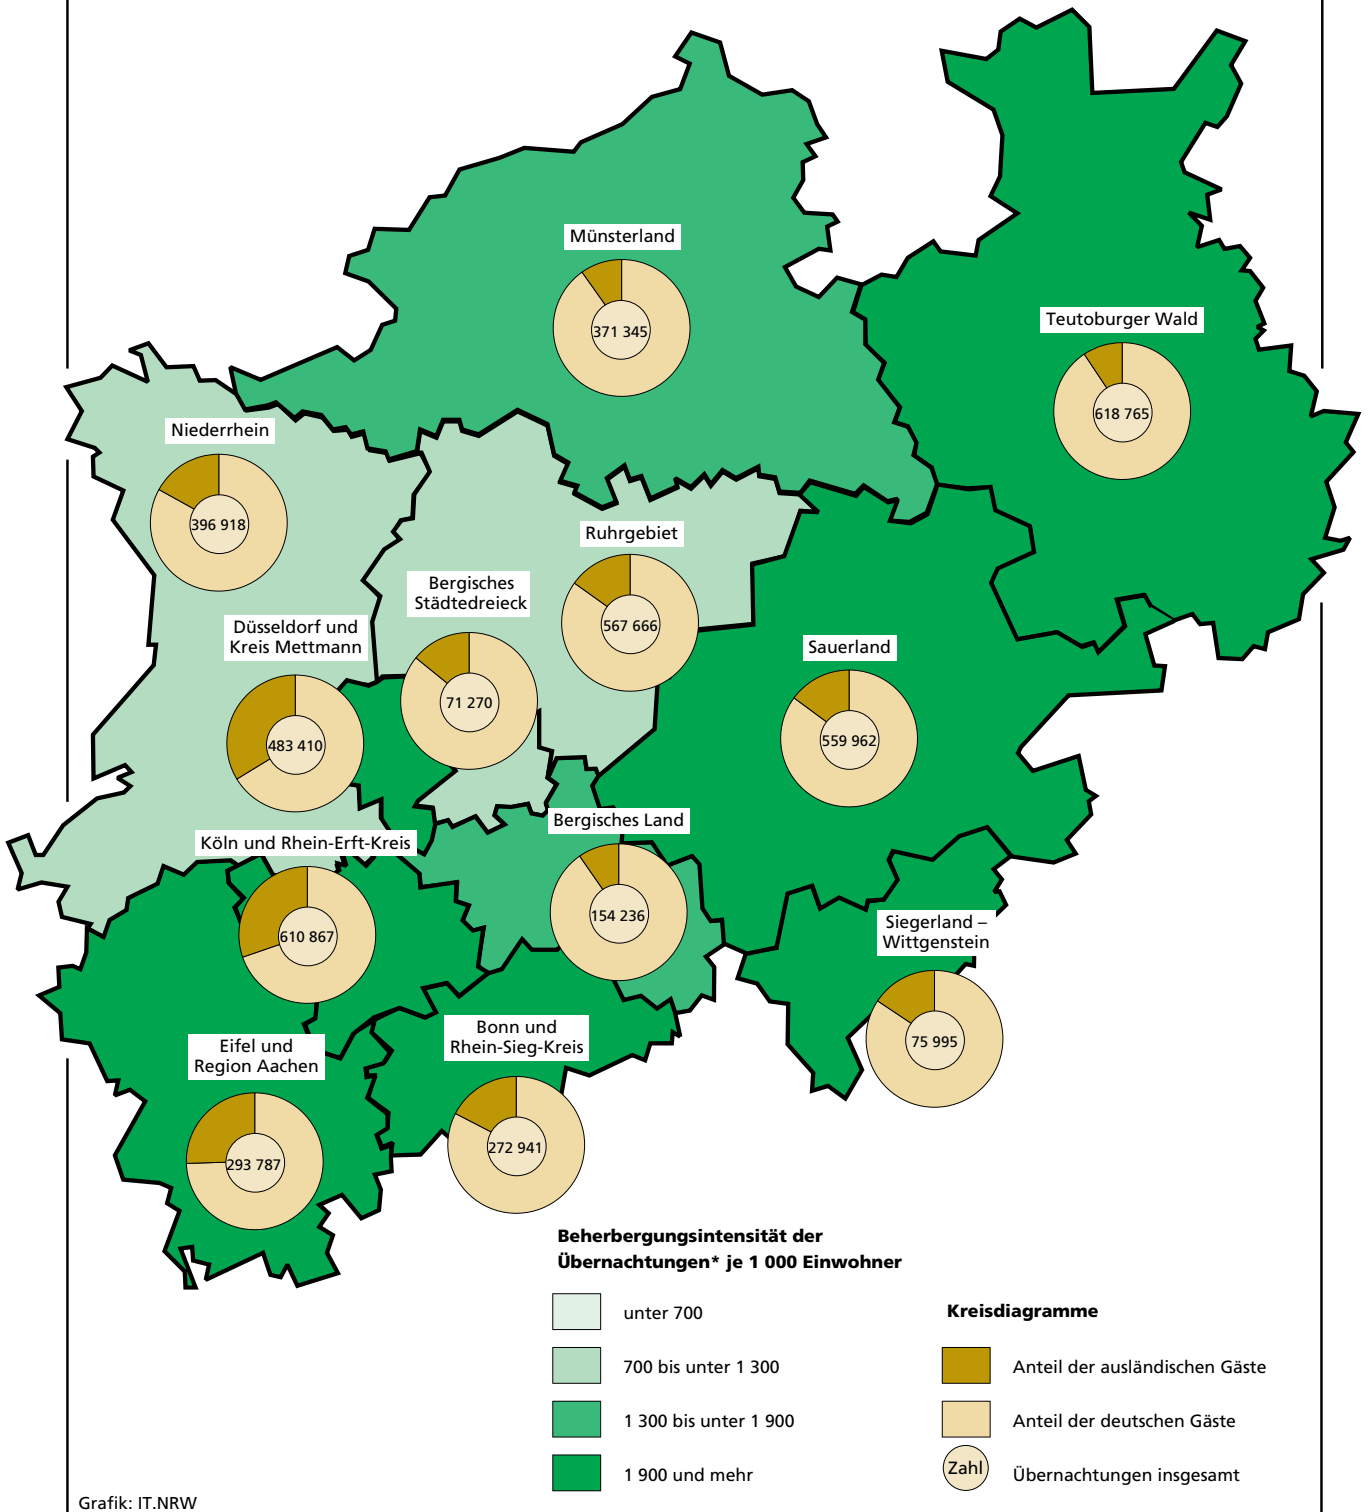 Münsterland
371 345
Teutoburger Wald
618 765
Niederrhein
396 918
Ruhrgebiet
567 666
Bergisches
Städtedreieck
71 270
Düsseldorf und
Kreis Mettmann
483 410
Sauerland
559 962
Bergisches Land
154 236
Köln und Rhein-Erft-Kreis
610 867
Siegerland –
Wittgenstein
75 995
Bonn und
Rhein-Sieg-Kreis
272 941
Eifel und
Region Aachen
293 787
Beherbergungsintensität der
Übernachtungen* je 1 000 Einwohner
unter 700
700 bis unter 1 300
1 300 bis unter 1 900
1 900 und mehr
Kreisdiagramme
Anteil der ausländischen Gäste
Anteil der deutschen Gäste
Zahl
Übernachtungen insgesamt
Grafik: IT.NRW